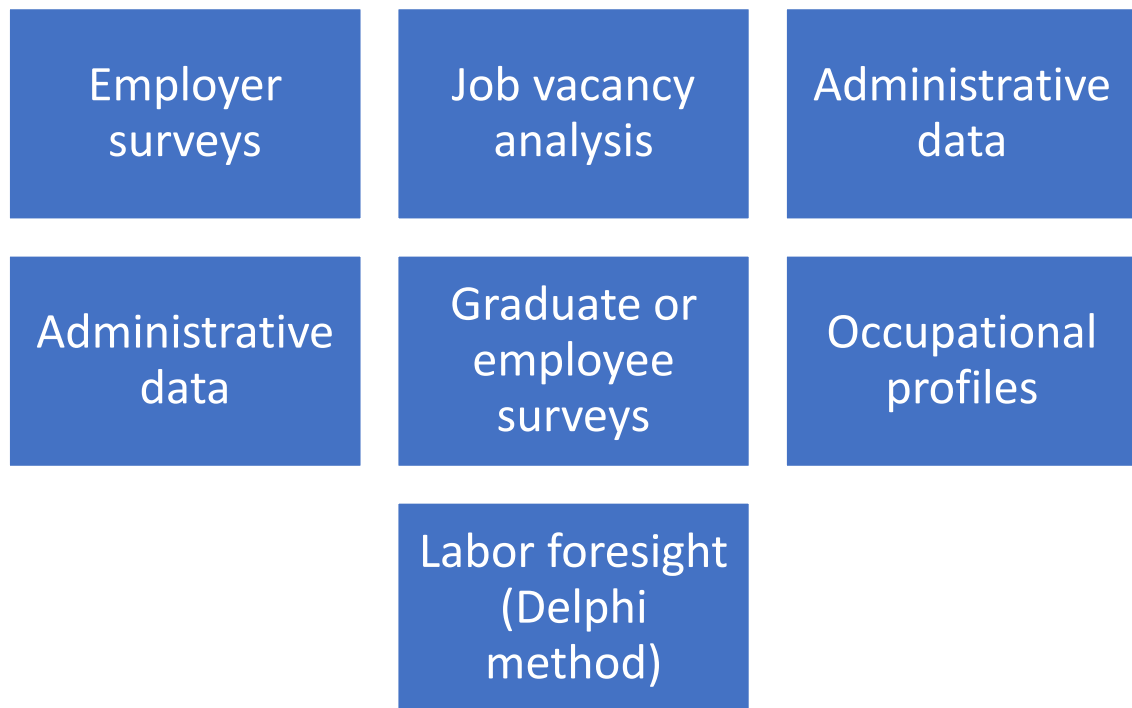 Employer
surveys
Job vacancy
analysis
Administrative
data
Administrative
data
Graduate or
employee
surveys
Occupational
profiles
Labor foresight
(Delphi
method)